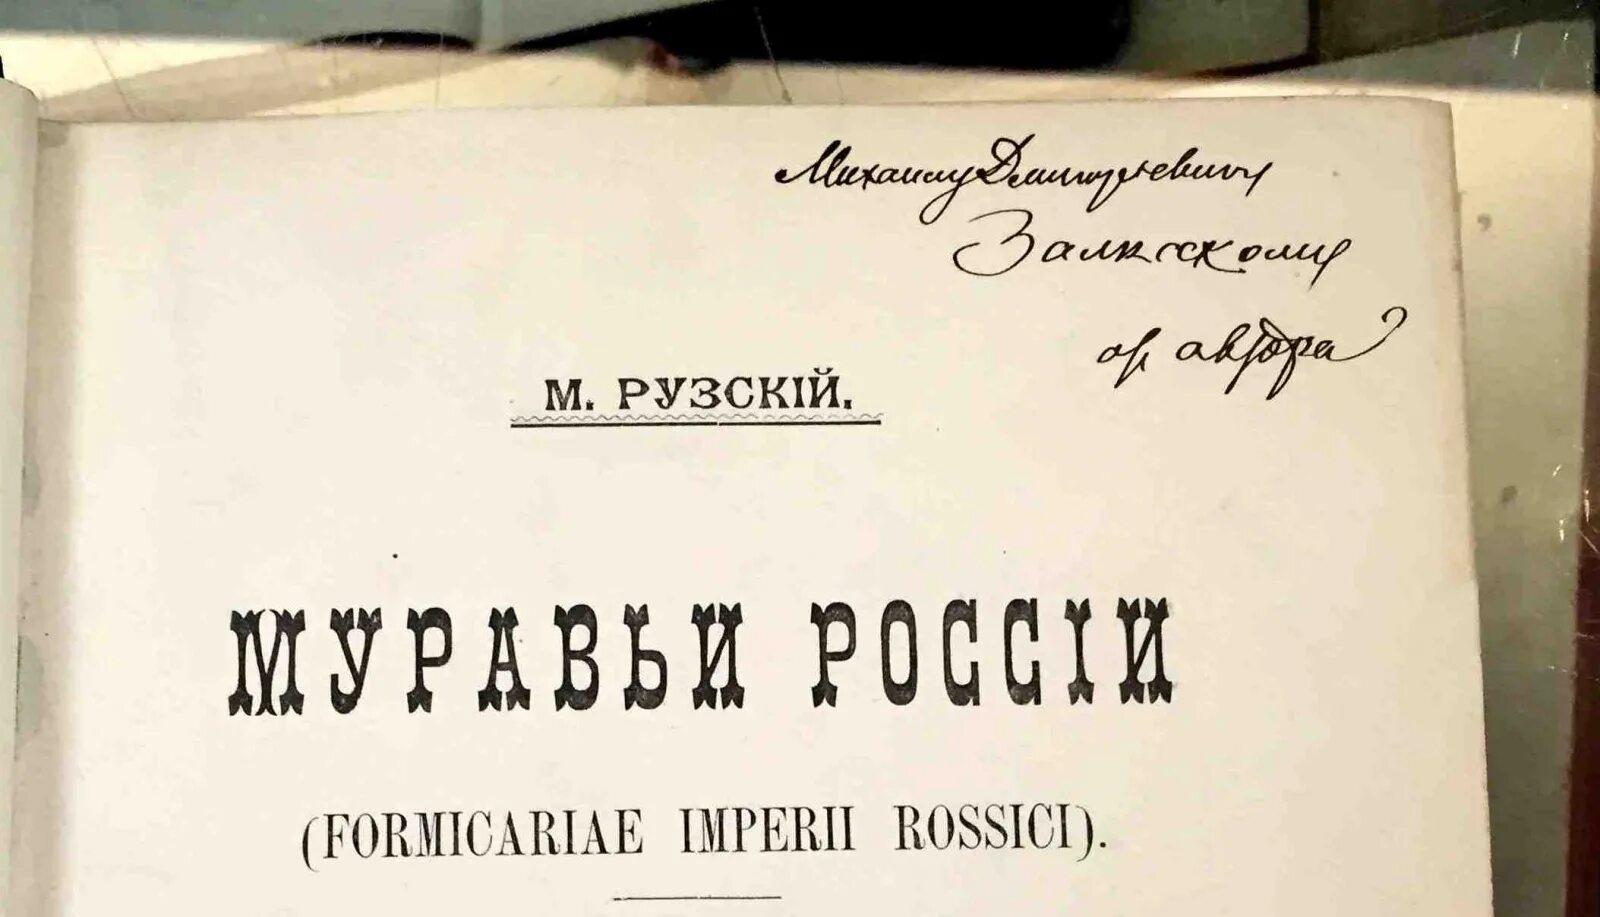 Михаилу Дмитриевичу
Залесскому
от автора
М. РУЗСКІЙ.
МУРАВЬИ РОССІИ
(FORMICARIAE IMPERII ROSSICI).